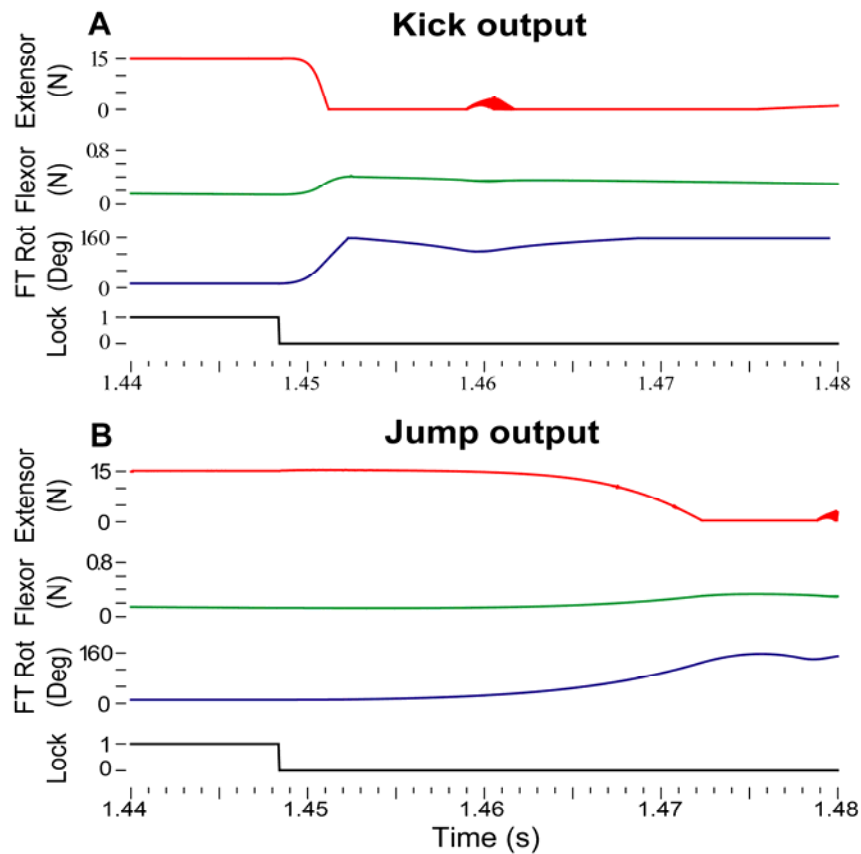 A
Kick output
Extensor
(N)
15
0
Flexor
(N)
0.8
0
FT Rot
(Deg)
160
0
Lock
1
0
1.44 1.45 1.46 1.47 1.48
B
Jump output
Extensor
(N)
15
0
Flexor
(N)
0.8
0
FT Rot
(Deg)
160
0
Lock
1
0
1.44 1.45 1.46 1.47 1.48
Time (s)